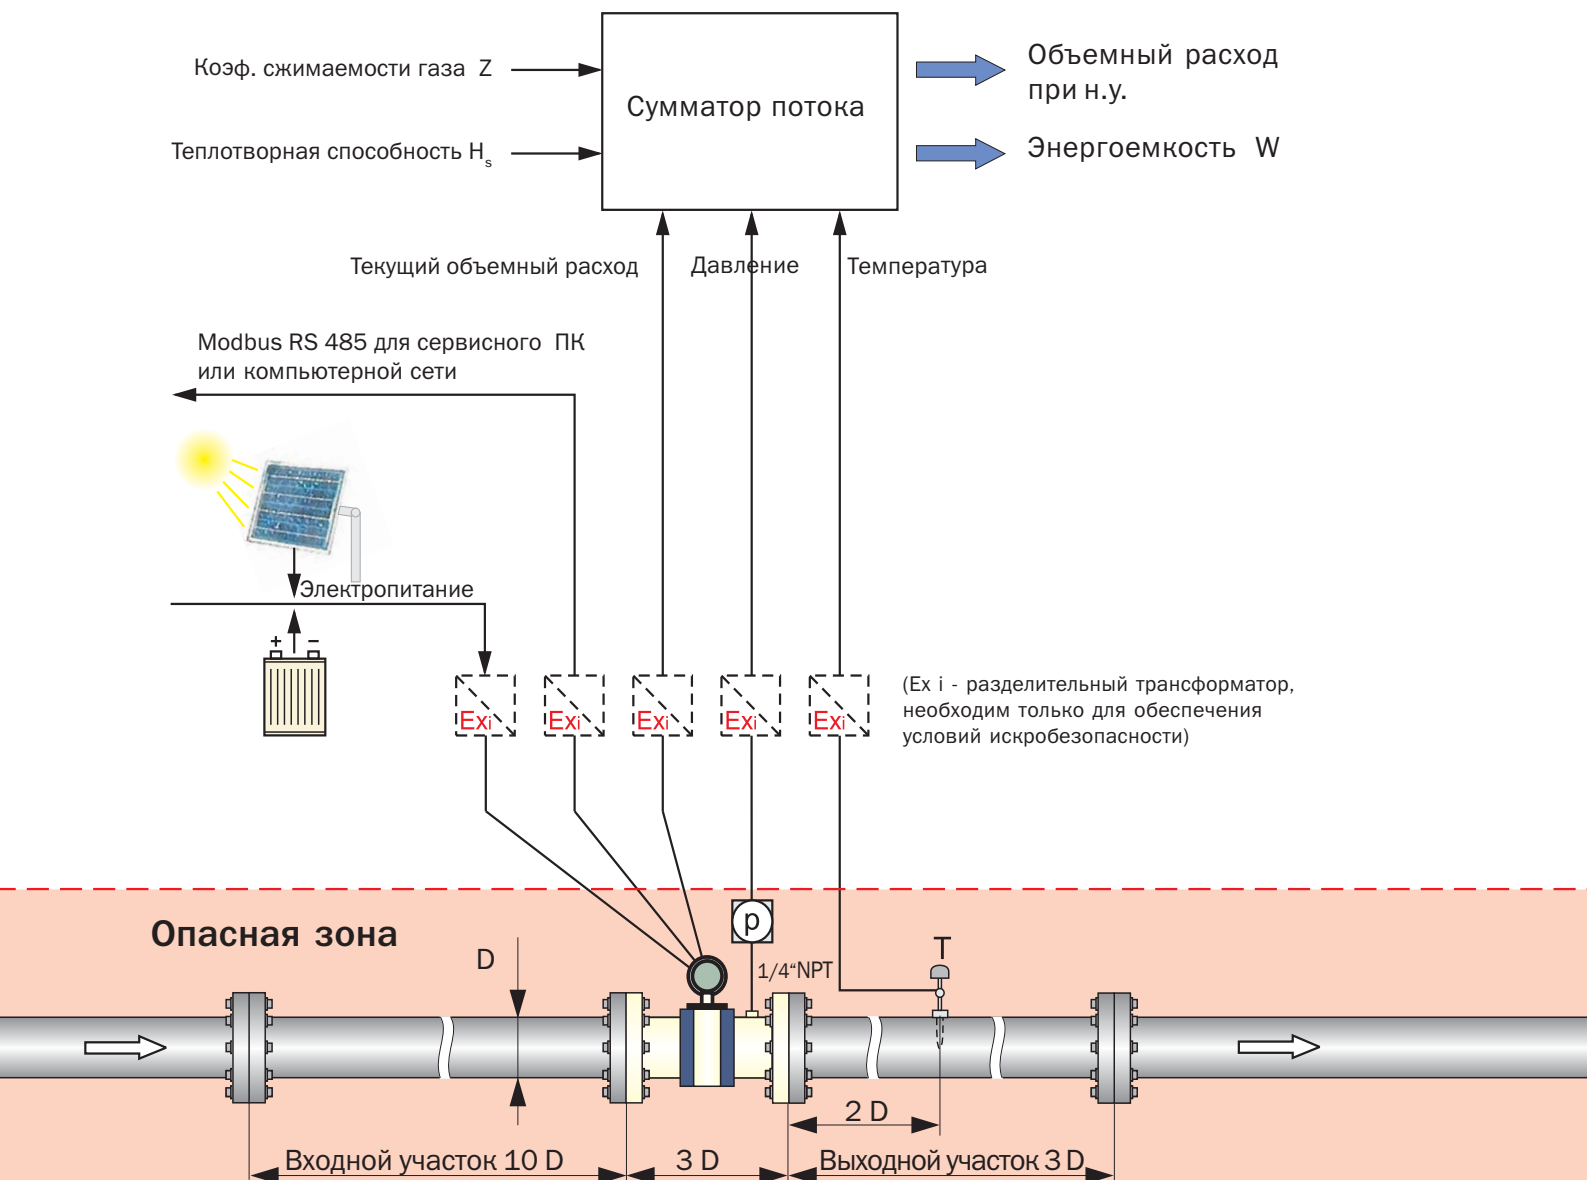 Коэф. сжимаемости газа Z
Теплотворная способность Hs
Сумматор потока
Объемный расход
при н.у.
Энергоемкость W
Текущий объемный расход
Давление
Температура
Modbus RS 485 для сервисного ПК
или компьютерной сети
Электропитание
+ –
Exi
Exi
Exi
Exi
Exi
(Ex i - разделительный трансформатор,
необходим только для обеспечения
условий искробезопасности)
Опасная зона
D
p
1/4“NPT
T
2 D
Входной участок 10 D
3 D
Выходной участок 3 D